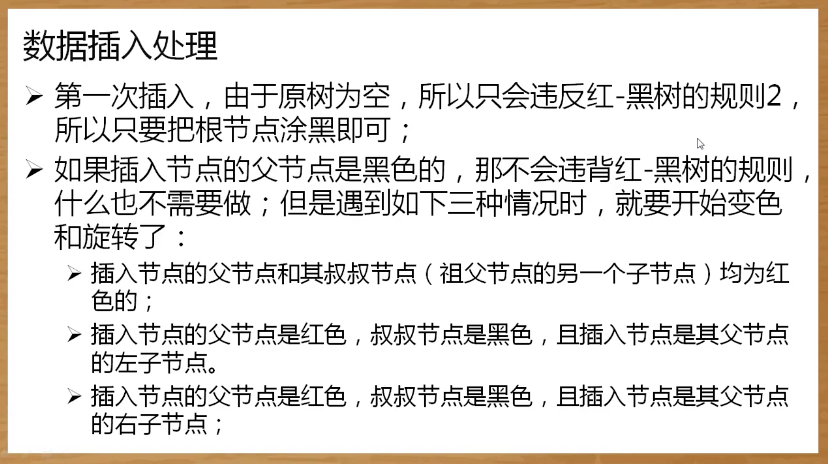 数据插入处理
➢ 第一次插入，由于原树为空，所以只会违反红-黑树的规则2，
所以只要把根节点涂黑即可；
➢ 如果插入节点的父节点是黑色的，那不会违背红-黑树的规则，
什么也不需要做；但是遇到如下三种情况时，就要开始变色
和旋转了：
➢ 插入节点的父节点和其叔叔节点（祖父节点的另一个子节点）均为红
色的；
➢ 插入节点的父节点是红色，叔叔节点是黑色，且插入节点是其父节点
的左子节点。
➢ 插入节点的父节点是红色，叔叔节点是黑色，且插入节点是其父节点
的右子节点；